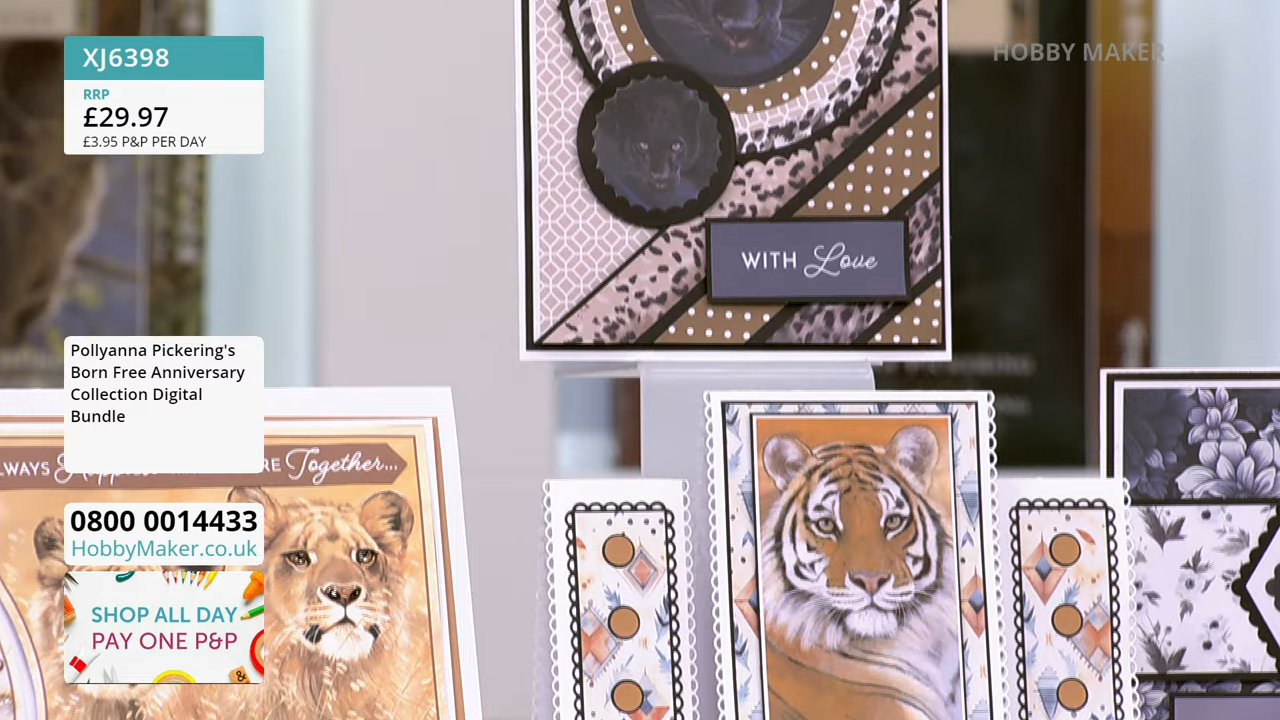 XJ6398
RRP
£29.97
£3.95 P&P PER DAY
HOBBY MAKER
WITH Love
Pollyanna Pickering's
Born Free Anniversary
Collection Digital
Bundle
Together...
0800 0014433
HobbyMaker.co.uk
SHOP ALL DAY
PAY ONE P&P
&